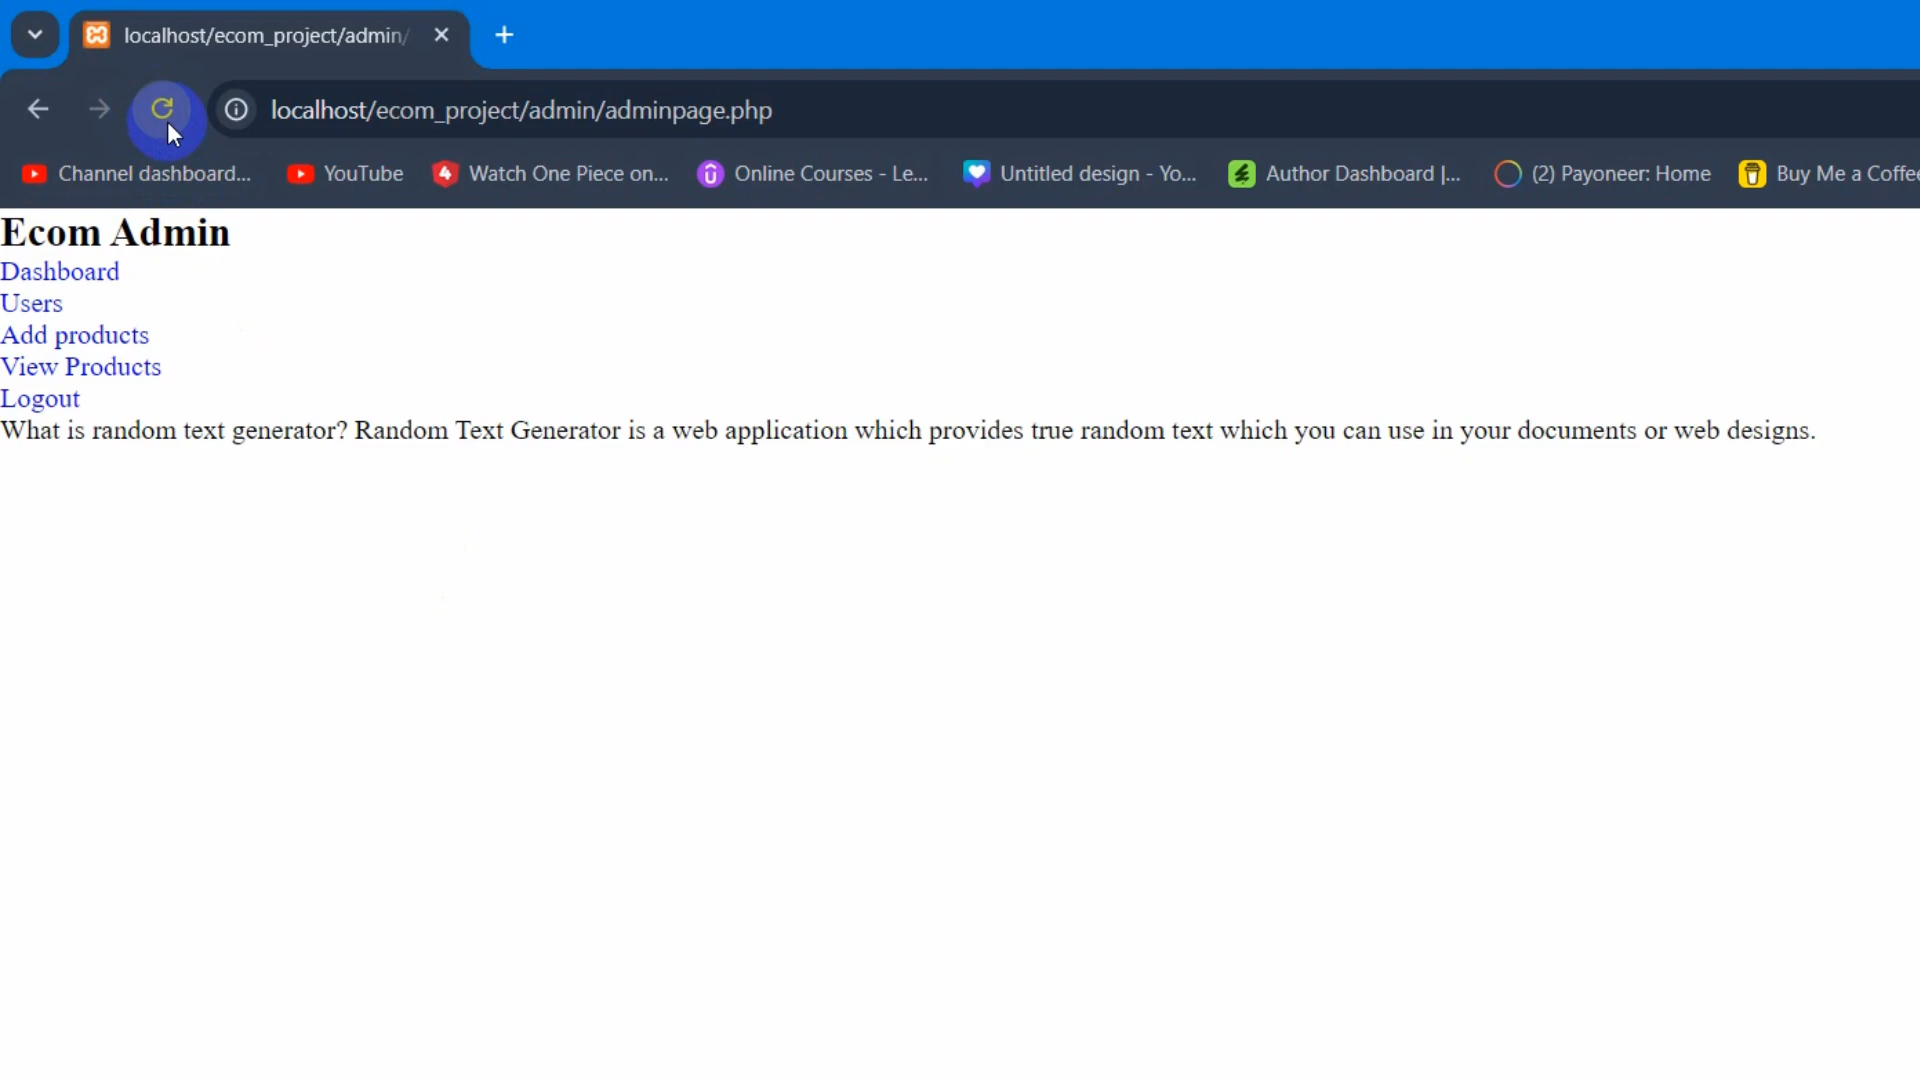 localhost/ecom_project/admin/
localhost/ecom_project/admin/adminpage.php
Channel dashboard... YouTube Watch One Piece on... Online Courses - Le... Untitled design - Yo... Author Dashboard |... (2) Payoneer: Home Buy Me a Coffee
Ecom Admin
Dashboard
Users
Add products
View Products
Logout
What is random text generator? Random Text Generator is a web application which provides true random text which you can use in your documents or web designs.